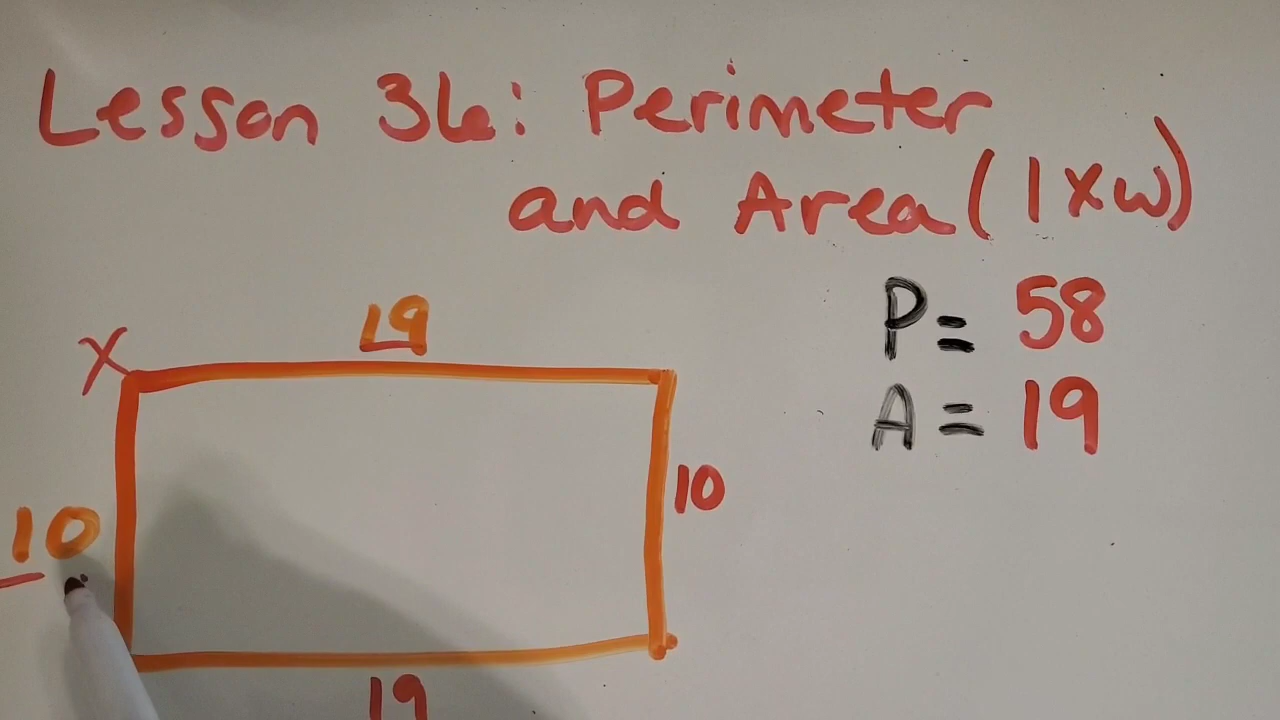 Lesson 36: Perimeter
and Area (l x w)
P = 58
A = 19
19
X
10
10
19